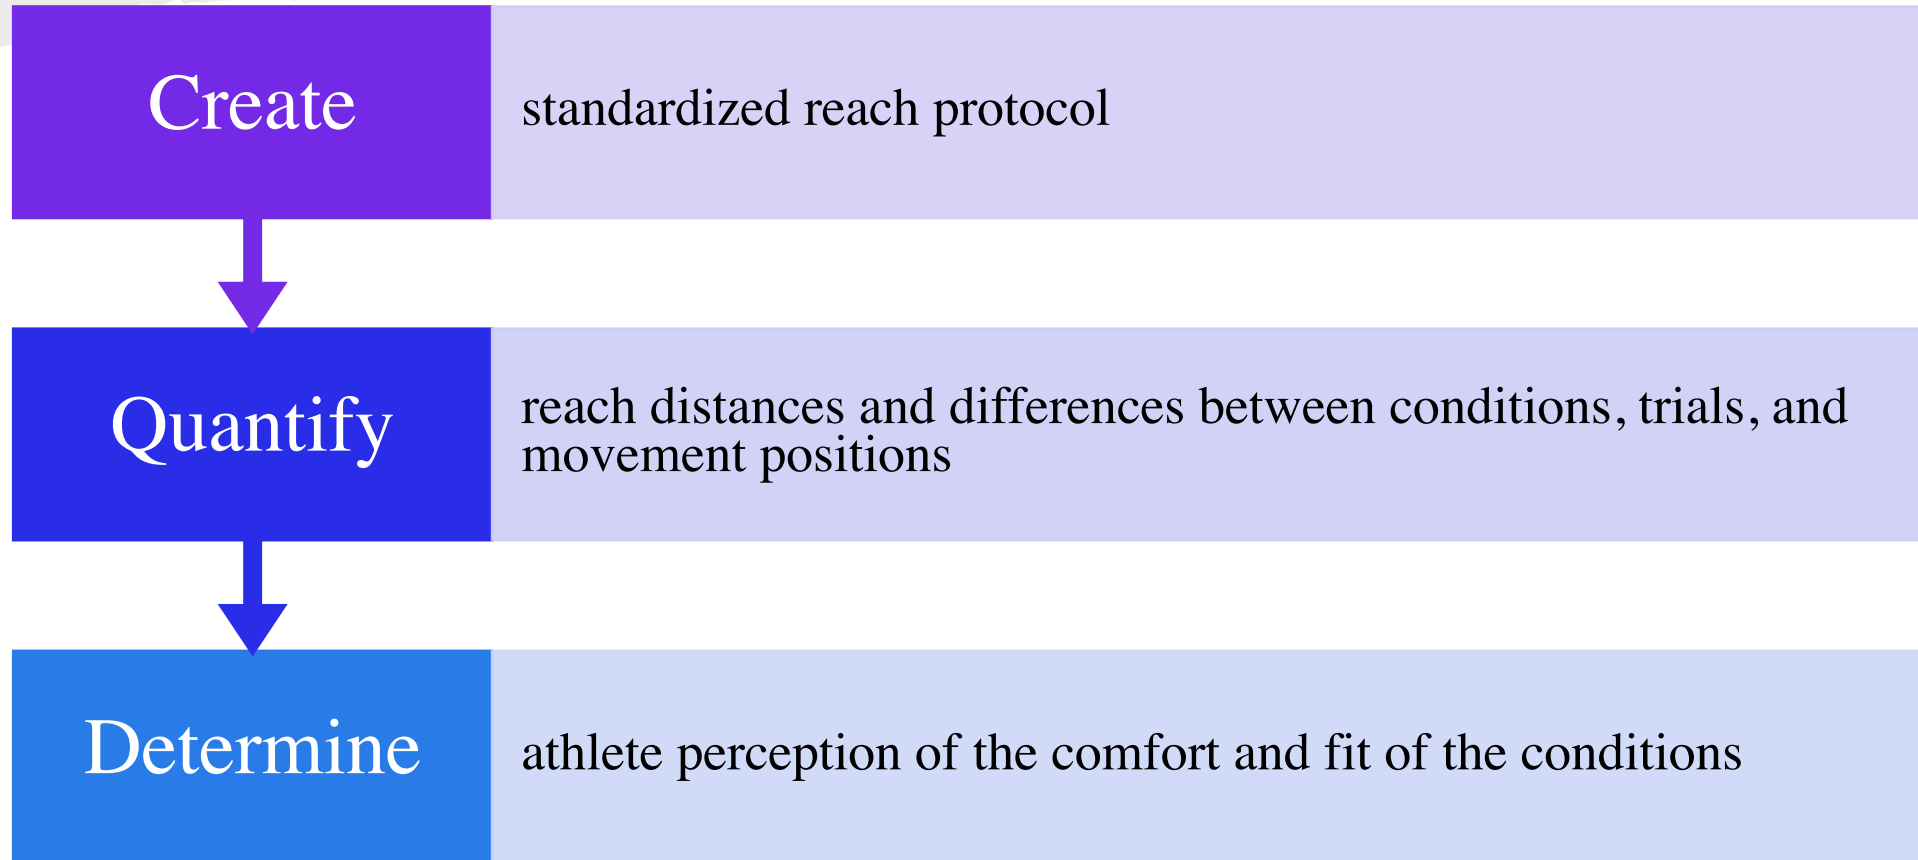 Create
standardized reach protocol
Quantify
reach distances and differences between conditions, trials, and
movement positions
Determine
athlete perception of the comfort and fit of the conditions